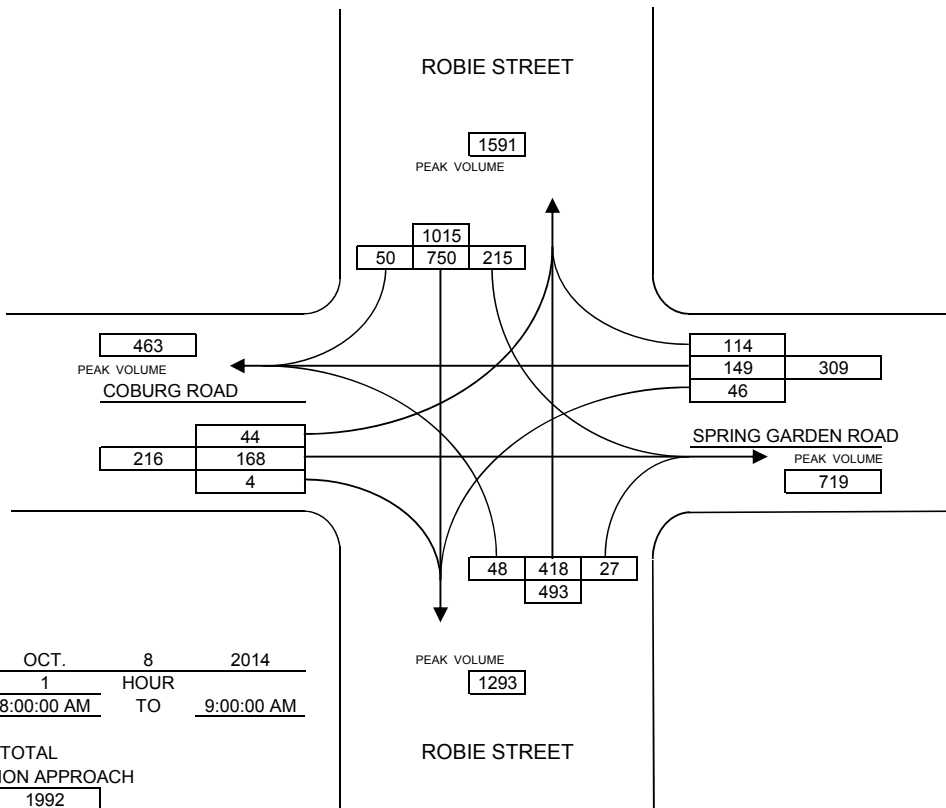 ROBIE STREET
1591
PEAK VOLUME
1015
50 750 215
463
PEAK VOLUME
COBURG ROAD
114
149 309
46
44
216 168
4
SPRING GARDEN ROAD
PEAK VOLUME
719
48 418 27
493
OCT. 8 2014
1 HOUR
8:00:00 AM TO 9:00:00 AM
PEAK VOLUME
1293
ROBIE STREET
TOTAL
APPROACH
1992